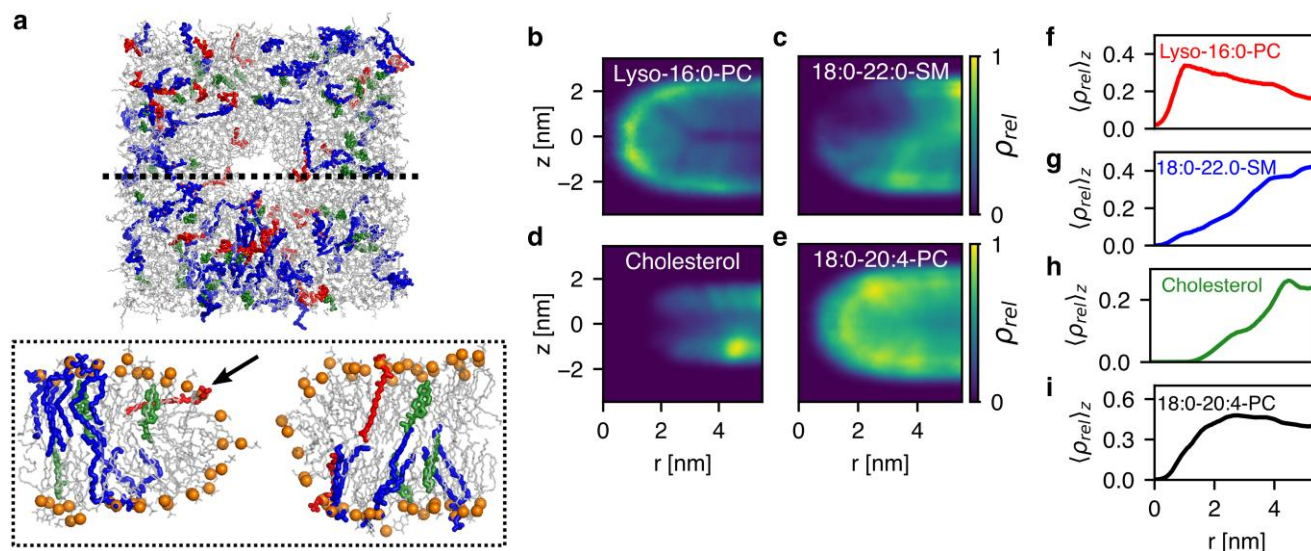 a
b
Lyso-16:0-PC
z [nm]
2
0
−2
c
18:0-22:0-SM
1
0
ρrel
d
Cholesterol
z [nm]
2
0
−2
0 2 4
r [nm]
e
18:0-20:4-PC
1
0
ρrel
0 2 4
r [nm]
f
Lyso-16:0-PC
⟨ρrel⟩z
0.4
0.2
0.0
g
18:0-22.0-SM
⟨ρrel⟩z
0.4
0.2
0.0
h
Cholesterol
⟨ρrel⟩z
0.2
0.0
i
18:0-20:4-PC
⟨ρrel⟩z
0.6
0.3
0.0
0 2 4
r [nm]